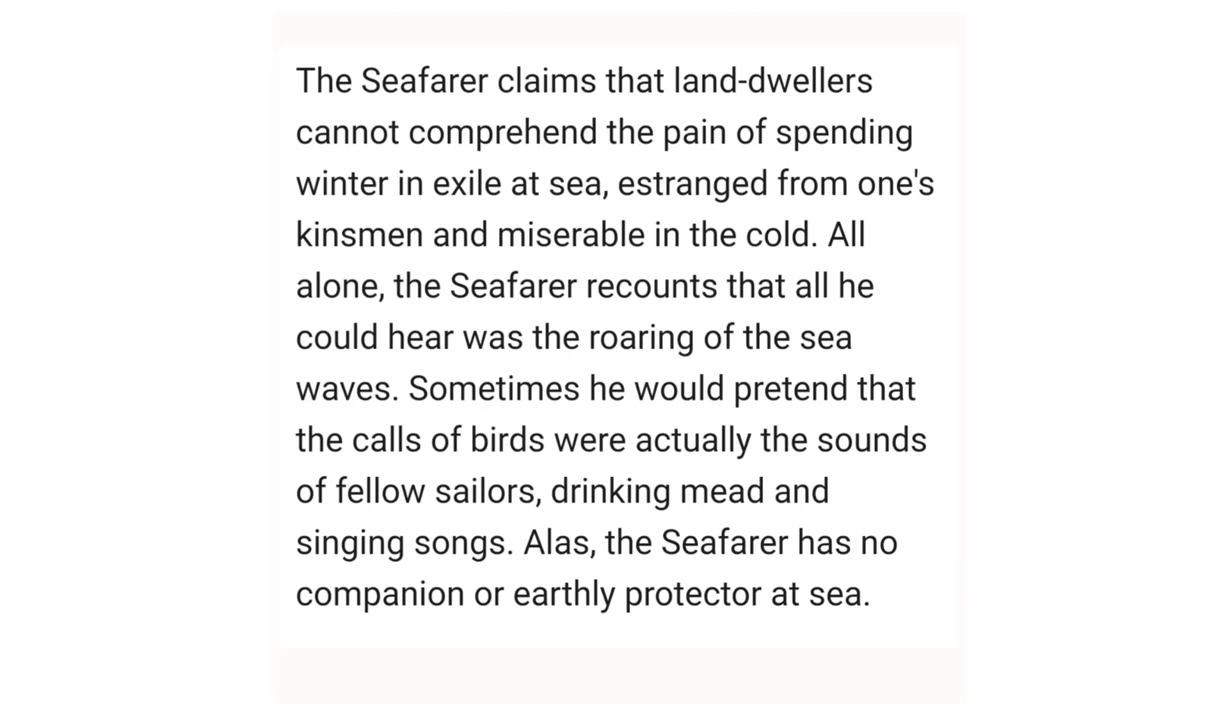 The Seafarer claims that land-dwellers
cannot comprehend the pain of spending
winter in exile at sea, estranged from one's
kinsmen and miserable in the cold. All
alone, the Seafarer recounts that all he
could hear was the roaring of the sea
waves. Sometimes he would pretend that
the calls of birds were actually the sounds
of fellow sailors, drinking mead and
singing songs. Alas, the Seafarer has no
companion or earthly protector at sea.